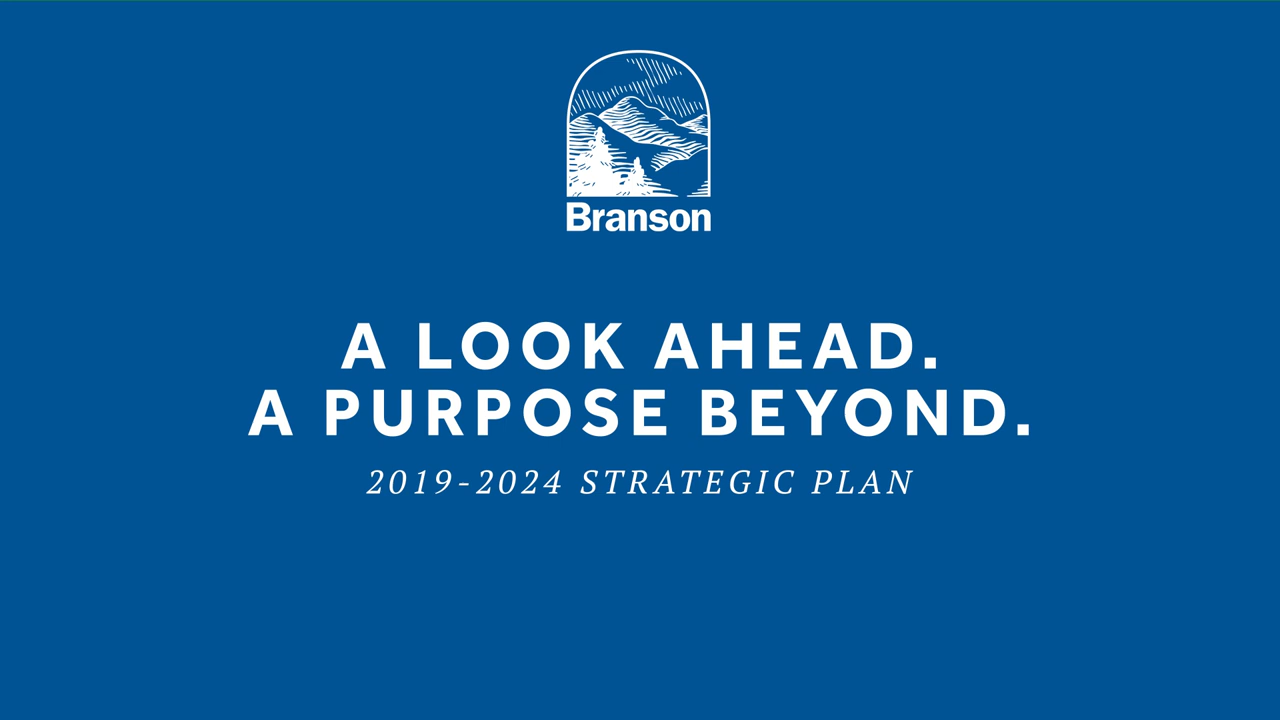 Branson
A LOOK AHEAD.
A PURPOSE BEYOND.
2019-2024 STRATEGIC PLAN